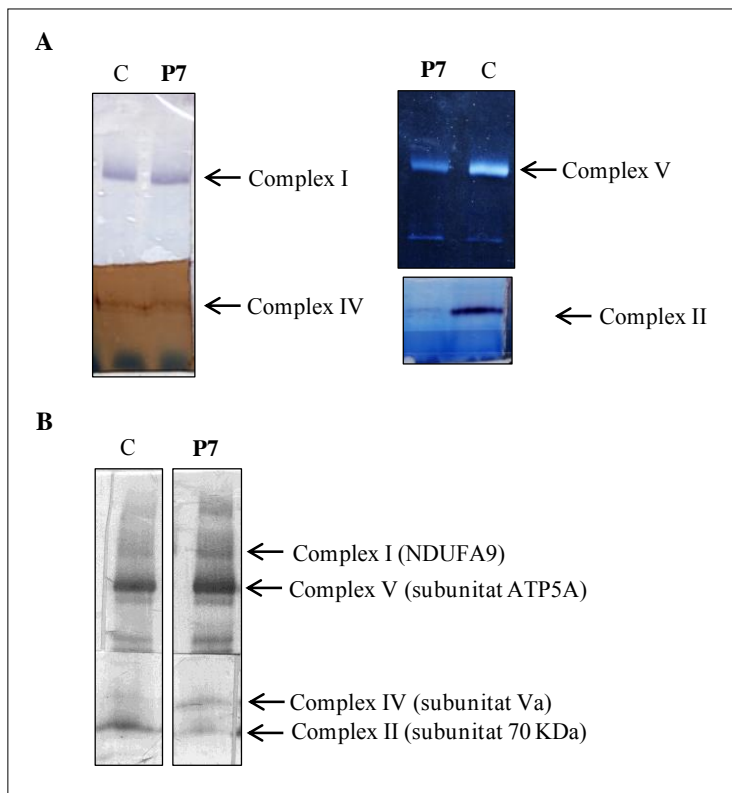 A
C P7
Complex I
Complex IV
P7 C
Complex V
Complex II
B
C P7
Complex I (NDUFA9)
Complex V (subunitat ATP5A)
Complex IV (subunitat Va)
Complex II (subunitat 70 KDa)